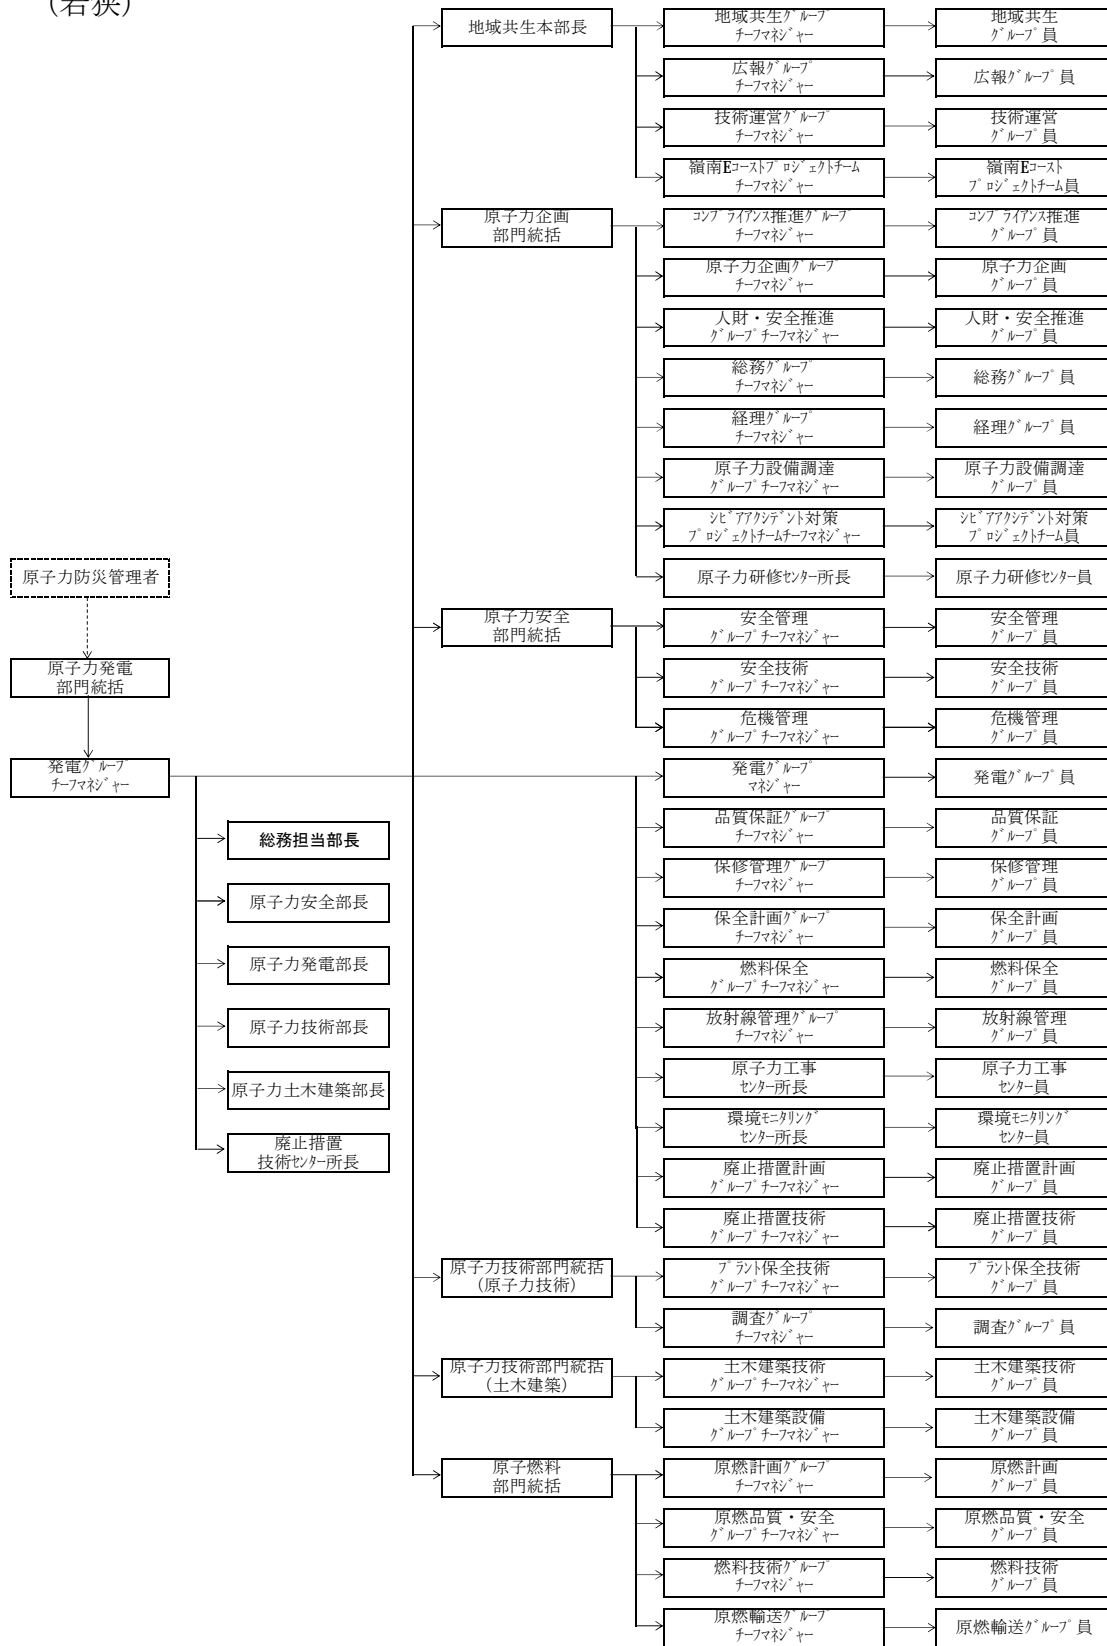 (若狭)
地域共生本部長
地域共生ｸﾞﾙｰﾌﾟ
ﾁｰﾌﾏﾈｼﾞｬｰ
地域共生
ｸﾞﾙｰﾌﾟ員
広報ｸﾞﾙｰﾌﾟ
ﾁｰﾌﾏﾈｼﾞｬｰ
広報ｸﾞﾙｰﾌﾟ員
技術運営ｸﾞﾙｰﾌﾟ
ﾁｰﾌﾏﾈｼﾞｬｰ
技術運営
ｸﾞﾙｰﾌﾟ員
嶺南Eｺｰｽﾄﾌﾟﾛｼﾞｪｸﾄﾁｰﾑ
ﾁｰﾌﾏﾈｼﾞｬｰ
嶺南Eｺｰｽﾄ
ﾌﾟﾛｼﾞｪｸﾄﾁｰﾑ員
原子力企画
部門統括
ｺﾝﾌﾟﾗｲｱﾝｽ推進ｸﾞﾙｰﾌﾟ
ﾁｰﾌﾏﾈｼﾞｬｰ
ｺﾝﾌﾟﾗｲｱﾝｽ推進
ｸﾞﾙｰﾌﾟ員
原子力企画ｸﾞﾙｰﾌﾟ
ﾁｰﾌﾏﾈｼﾞｬｰ
原子力企画
ｸﾞﾙｰﾌﾟ員
人財・安全推進
ｸﾞﾙｰﾌﾟﾁｰﾌﾏﾈｼﾞｬｰ
人財・安全推進
ｸﾞﾙｰﾌﾟ員
総務ｸﾞﾙｰﾌﾟ
ﾁｰﾌﾏﾈｼﾞｬｰ
総務ｸﾞﾙｰﾌﾟ員
経理ｸﾞﾙｰﾌﾟ
ﾁｰﾌﾏﾈｼﾞｬｰ
経理ｸﾞﾙｰﾌﾟ員
原子力設備調達
ｸﾞﾙｰﾌﾟﾁｰﾌﾏﾈｼﾞｬｰ
原子力設備調達
ｸﾞﾙｰﾌﾟ員
ｼﾋﾞｱｱｸｼﾃﾞﾝﾄ対策
ﾌﾟﾛｼﾞｪｸﾄﾁｰﾑﾁｰﾌﾏﾈｼﾞｬｰ
ｼﾋﾞｱｱｸｼﾃﾞﾝﾄ対策
ﾌﾟﾛｼﾞｪｸﾄﾁｰﾑ員
原子力研修ｾﾝﾀｰ所長
原子力研修ｾﾝﾀｰ員
原子力防災管理者
原子力発電
部門統括
発電ｸﾞﾙｰﾌﾟ
ﾁｰﾌﾏﾈｼﾞｬｰ
総務担当部長
原子力安全部長
原子力発電部長
原子力技術部長
原子力土木建築部長
廃止措置
技術ｾﾝﾀｰ所長
原子力安全
部門統括
安全管理
ｸﾞﾙｰﾌﾟﾁｰﾌﾏﾈｼﾞｬｰ
安全管理
ｸﾞﾙｰﾌﾟ員
安全技術
ｸﾞﾙｰﾌﾟﾁｰﾌﾏﾈｼﾞｬｰ
安全技術
ｸﾞﾙｰﾌﾟ員
危機管理
ｸﾞﾙｰﾌﾟﾁｰﾌﾏﾈｼﾞｬｰ
危機管理
ｸﾞﾙｰﾌﾟ員
発電ｸﾞﾙｰﾌﾟ
ﾏﾈｼﾞｬｰ
発電ｸﾞﾙｰﾌﾟ員
品質保証ｸﾞﾙｰﾌﾟ
ﾁｰﾌﾏﾈｼﾞｬｰ
品質保証
ｸﾞﾙｰﾌﾟ員
保修管理ｸﾞﾙｰﾌﾟ
ﾁｰﾌﾏﾈｼﾞｬｰ
保修管理
ｸﾞﾙｰﾌﾟ員
保全計画ｸﾞﾙｰﾌﾟ
ﾁｰﾌﾏﾈｼﾞｬｰ
保全計画
ｸﾞﾙｰﾌﾟ員
燃料保全
ｸﾞﾙｰﾌﾟﾁｰﾌﾏﾈｼﾞｬｰ
燃料保全
ｸﾞﾙｰﾌﾟ員
放射線管理ｸﾞﾙｰﾌﾟ
ﾁｰﾌﾏﾈｼﾞｬｰ
放射線管理
ｸﾞﾙｰﾌﾟ員
原子力工事
ｾﾝﾀｰ所長
原子力工事
ｾﾝﾀｰ員
環境ﾓﾆﾀﾘﾝｸﾞ
ｾﾝﾀｰ所長
環境ﾓﾆﾀﾘﾝｸﾞ
ｾﾝﾀｰ員
廃止措置計画
ｸﾞﾙｰﾌﾟﾁｰﾌﾏﾈｼﾞｬｰ
廃止措置計画
ｸﾞﾙｰﾌﾟ員
廃止措置技術
ｸﾞﾙｰﾌﾟﾁｰﾌﾏﾈｼﾞｬｰ
廃止措置技術
ｸﾞﾙｰﾌﾟ員
原子力技術部門統括
(原子力技術)
ﾌﾟﾗﾝﾄ保全技術
ｸﾞﾙｰﾌﾟﾁｰﾌﾏﾈｼﾞｬｰ
ﾌﾟﾗﾝﾄ保全技術
ｸﾞﾙｰﾌﾟ員
調査ｸﾞﾙｰﾌﾟ
ﾁｰﾌﾏﾈｼﾞｬｰ
調査ｸﾞﾙｰﾌﾟ員
原子力技術部門統括
(土木建築)
土木建築技術
ｸﾞﾙｰﾌﾟﾁｰﾌﾏﾈｼﾞｬｰ
土木建築技術
ｸﾞﾙｰﾌﾟ員
土木建築設備
ｸﾞﾙｰﾌﾟﾁｰﾌﾏﾈｼﾞｬｰ
土木建築設備
ｸﾞﾙｰﾌﾟ員
原子燃料
部門統括
原燃計画ｸﾞﾙｰﾌﾟ
ﾁｰﾌﾏﾈｼﾞｬｰ
原燃計画
ｸﾞﾙｰﾌﾟ員
原燃品質・安全
ｸﾞﾙｰﾌﾟﾁｰﾌﾏﾈｼﾞｬｰ
原燃品質・安全
ｸﾞﾙｰﾌﾟ員
燃料技術ｸﾞﾙｰﾌﾟ
ﾁｰﾌﾏﾈｼﾞｬｰ
燃料技術
ｸﾞﾙｰﾌﾟ員
原燃輸送ｸﾞﾙｰﾌﾟ
ﾁｰﾌﾏﾈｼﾞｬｰ
原燃輸送ｸﾞﾙｰﾌﾟ員